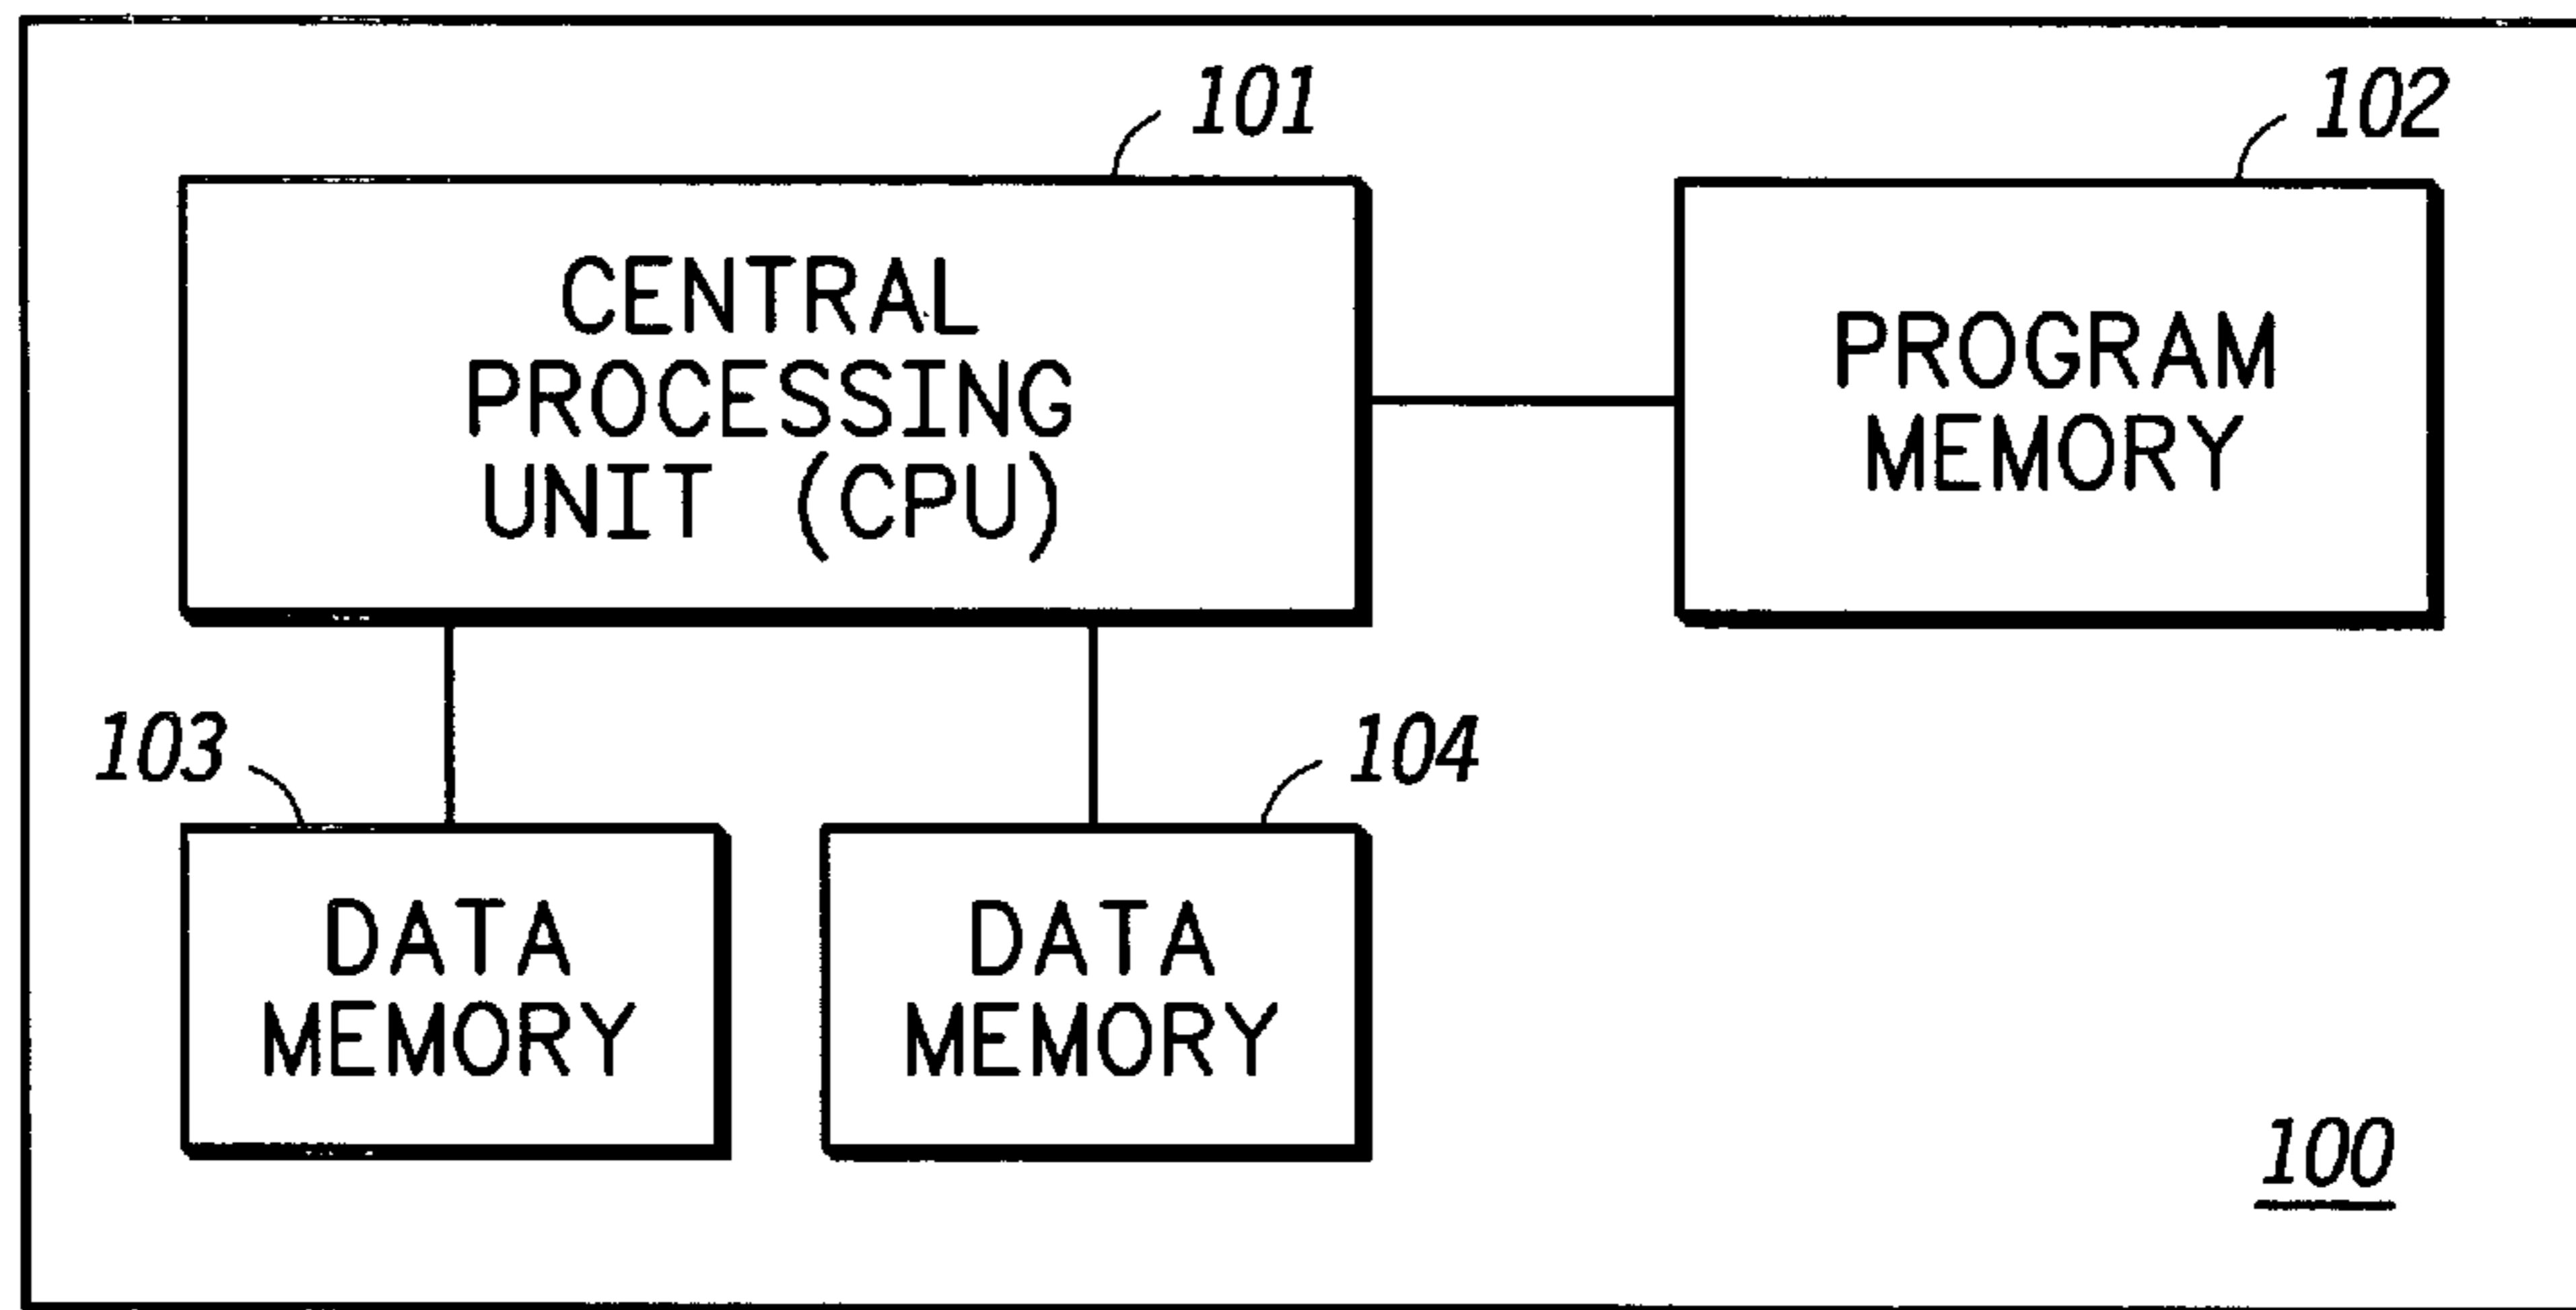 101
102
CENTRAL
PROCESSING
UNIT (CPU)
PROGRAM
MEMORY
103
104
DATA
MEMORY
DATA
MEMORY
100